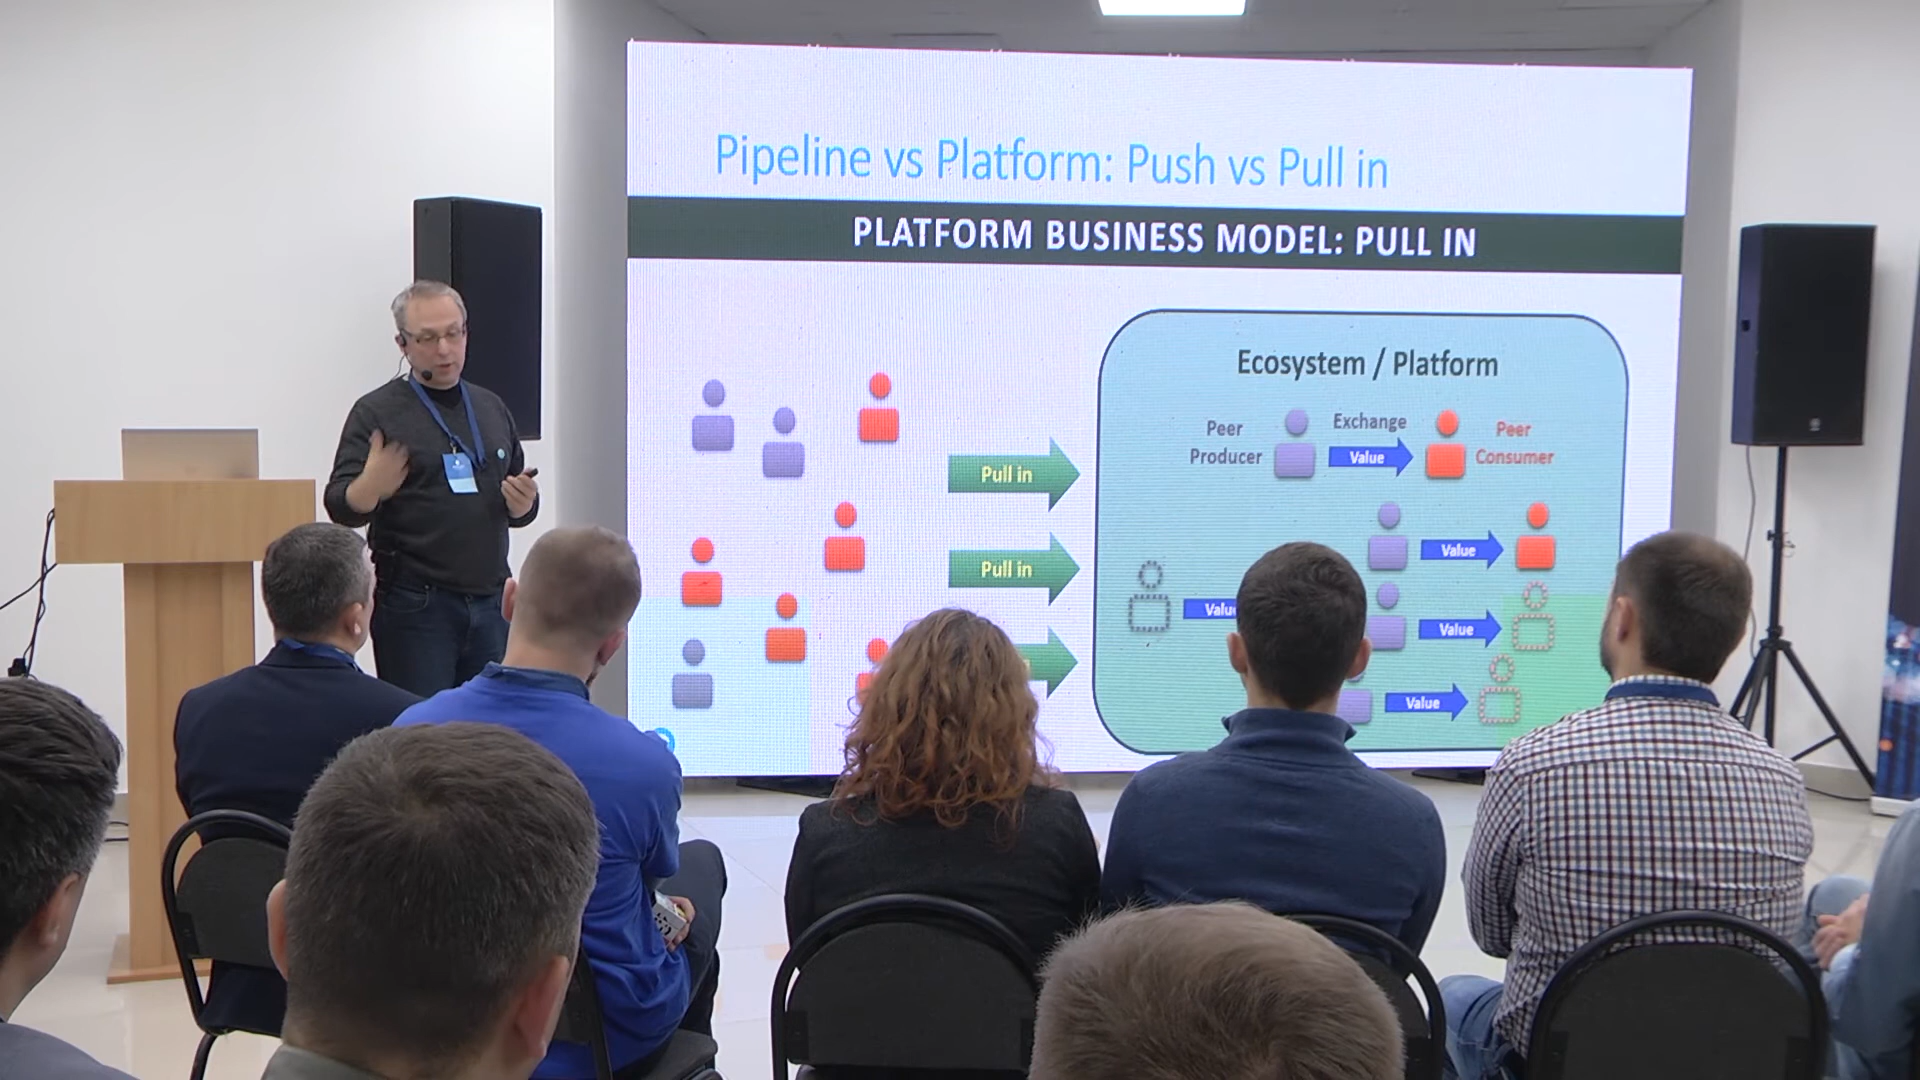 Pipeline vs Platform: Push vs Pull in
PLATFORM BUSINESS MODEL: PULL IN
Ecosystem / Platform
Peer
Producer
Exchange
Value
Peer
Consumer
Pull in
Value
Pull in
Value
Value